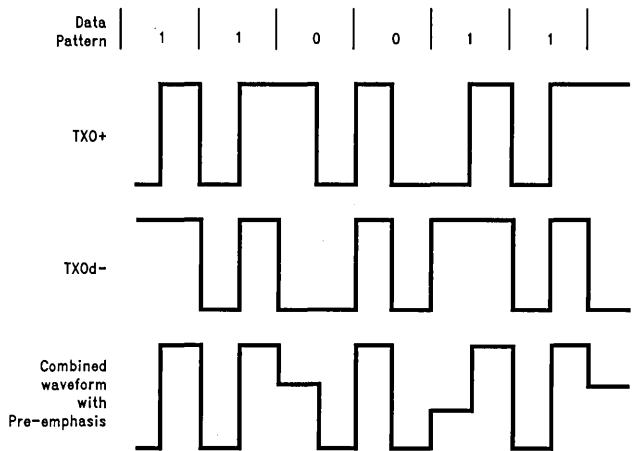 Data
Pattern
1 1 0 0 1 1
TXO+
TXOd-
Combined
waveform
with
Pre-emphasis